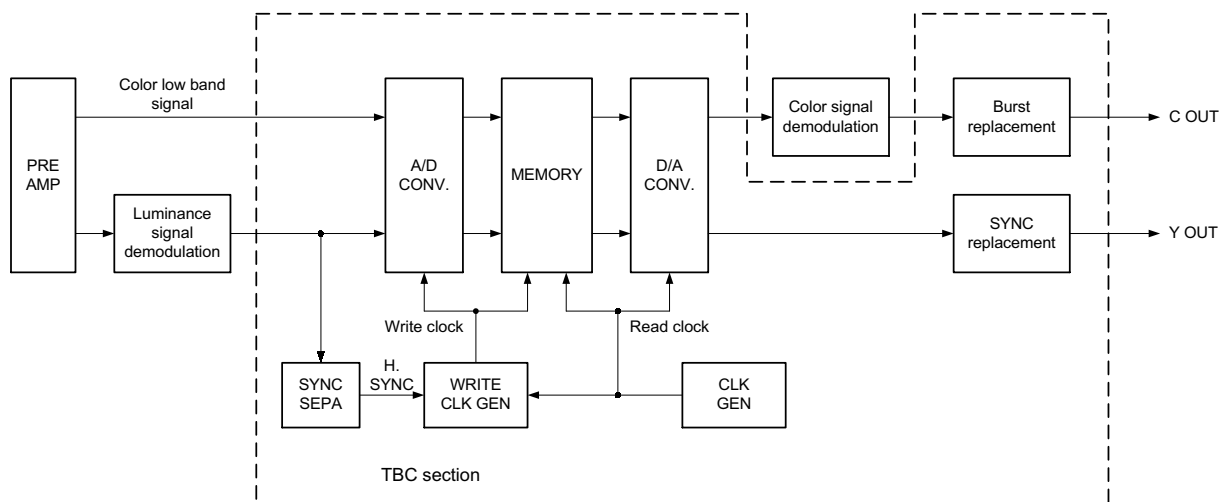 Color low band
signal
PRE
AMP
Luminance
signal
demodulation
A/D
CONV.
MEMORY
D/A
CONV.
Color signal
demodulation
Burst
replacement
C OUT
SYNC
replacement
Y OUT
Write clock
Read clock
SYNC
SEPA
H.
SYNC
WRITE
CLK GEN
CLK
GEN
TBC section